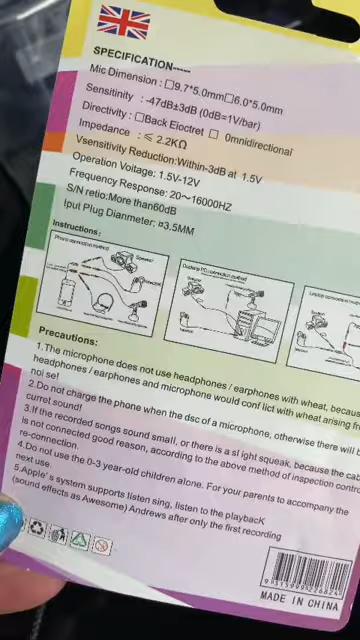 SPECIFICATION-----
Mic Dimension : □9.7*5.0mm□6.0*5.0mm
Sensitivity : -47dB±3dB (0dB=1V/bar)
Directivity : □Back Eioctret □ 0mnidirectional
Impedance : ≤ 2.2KΩ
Vsensitivity Reduction:Within-3dB at 1.5V
Operation Voltage: 1.5V-12V
Frequency Response: 20~16000HZ
S/N retio:More than60dB
Iput Plug Dianmeter: ¤3.5MM
Instructions:
Phone connection method
Desktop PC connection method
Precautions:
1.The microphone does not use headphones / earphones with wheat, because
headphones / earphones and microphone would conf lict with wheat arising fr
noi se!
2.Do not charge the phone when the dsc of a microphone, otherwise there will b
curret sound!
3.If the recorded songs sound small, or there is a sl ight squeak, because the cab
is not connected good reason, according to the above method of inspection contro
re-connection.
4.Do not use the 0-3 year-old children alone. For your parents to accompany the
next use.
5.Apple' s system supports listen sing, listen to the playbacK
(sound effects as Awesome) Andrews after only the first recording
MADE IN CHINA